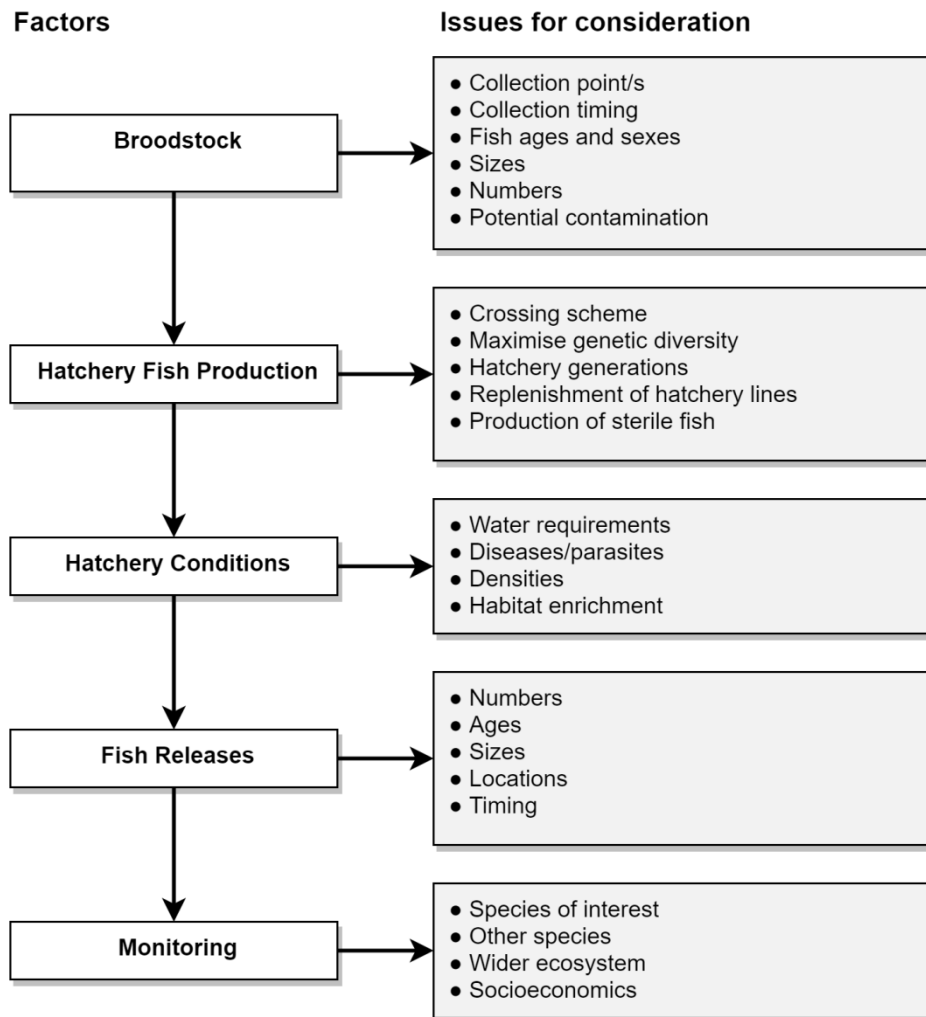 Factors
Issues for consideration
Broodstock
● Collection point/s
● Collection timing
● Fish ages and sexes
● Sizes
● Numbers
● Potential contamination
Hatchery Fish Production
● Crossing scheme
● Maximise genetic diversity
● Hatchery generations
● Replenishment of hatchery lines
● Production of sterile fish
Hatchery Conditions
● Water requirements
● Diseases/parasites
● Densities
● Habitat enrichment
Fish Releases
● Numbers
● Ages
● Sizes
● Locations
● Timing
Monitoring
● Species of interest
● Other species
● Wider ecosystem
● Socioeconomics